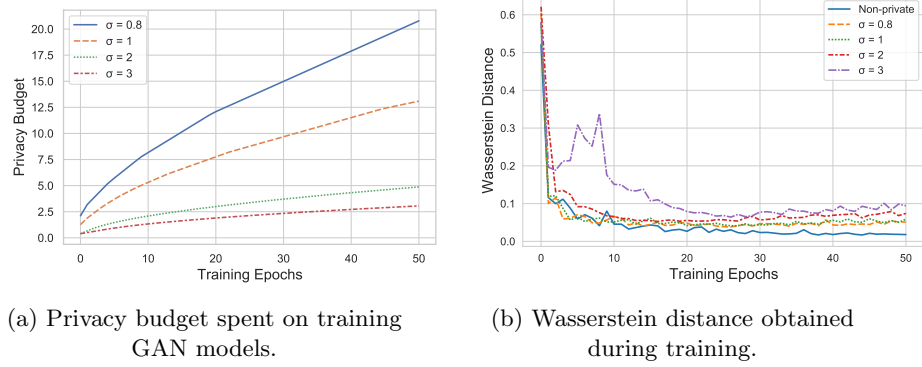 σ = 0.8
σ = 1
σ = 2
σ = 3
20.0
17.5
15.0
12.5
10.0
7.5
5.0
2.5
0.0
Privacy Budget
0 10 20 30 40 50
Training Epochs
(a) Privacy budget spent on training
GAN models.
Non-private
σ = 0.8
σ = 1
σ = 2
σ = 3
0.6
0.5
0.4
0.3
0.2
0.1
0.0
Wasserstein Distance
0 10 20 30 40 50
Training Epochs
(b) Wasserstein distance obtained
during training.